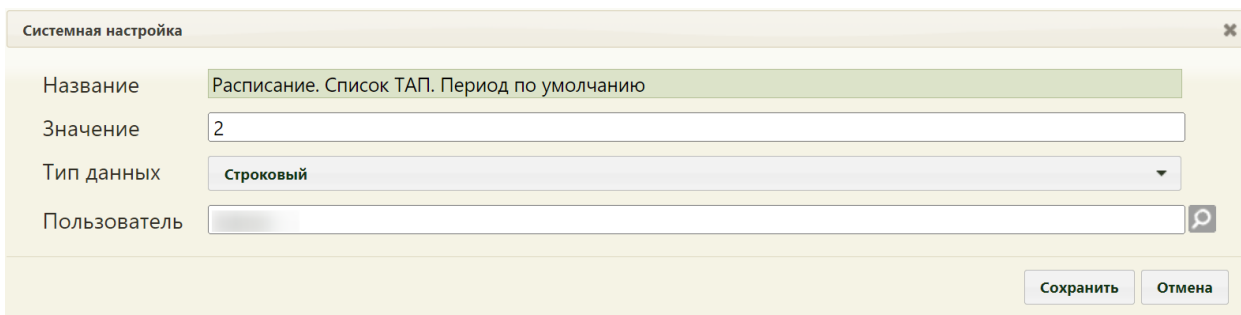 Системная настройка
Название Расписание. Список ТАП. Период по умолчанию
Значение 2
Тип данных Строковый
Пользователь
Сохранить Отмена